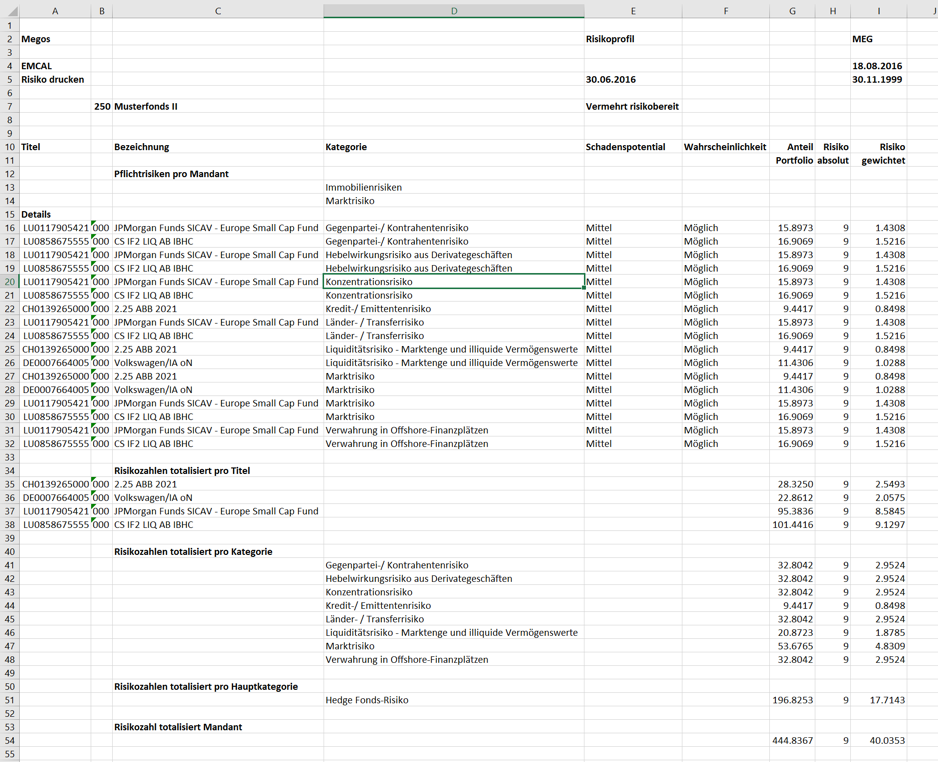 A B C D E F G H I J
1
2 Megos Risikoprofil MEG
3
4 EMCAL 18.08.2016
5 Risiko drucken 30.06.2016 30.11.1999
6
7 250 Musterfonds II Vermehrt risikobereit
8
9
10 Titel Bezeichnung Kategorie Schadenspotential Wahrscheinlichkeit Anteil Risiko Risiko
11 Portfolio absolut gewichtet
12 Pflichtrisiken pro Mandant
13 Immobilienrisiken
14 Marktrisiko
15 Details
16 LU0117905421 000 JPMorgan Funds SICAV - Europe Small Cap Fund Gegenpartei-/ Kontrahentenrisiko Mittel Möglich 15.8973 9 1.4308
17 LU0858675555 000 CS IF2 LIQ AB IBHC Gegenpartei-/ Kontrahentenrisiko Mittel Möglich 16.9069 9 1.5216
18 LU0117905421 000 JPMorgan Funds SICAV - Europe Small Cap Fund Hebelwirkungsrisiko aus Derivategeschäften Mittel Möglich 15.8973 9 1.4308
19 LU0858675555 000 CS IF2 LIQ AB IBHC Hebelwirkungsrisiko aus Derivategeschäften Mittel Möglich 16.9069 9 1.5216
20 LU0117905421 000 JPMorgan Funds SICAV - Europe Small Cap Fund Konzentrationsrisiko Mittel Möglich 15.8973 9 1.4308
21 LU0858675555 000 CS IF2 LIQ AB IBHC Konzentrationsrisiko Mittel Möglich 16.9069 9 1.5216
22 CH0139265000 000 2.25 ABB 2021 Kredit-/ Emittentenrisiko Mittel Möglich 9.4417 9 0.8498
23 LU0117905421 000 JPMorgan Funds SICAV - Europe Small Cap Fund Länder- / Transferrisiko Mittel Möglich 15.8973 9 1.4308
24 LU0858675555 000 CS IF2 LIQ AB IBHC Länder- / Transferrisiko Mittel Möglich 16.9069 9 1.5216
25 CH0139265000 000 2.25 ABB 2021 Liquiditätsrisiko - Marktenge und illiquide Vermögenswerte Mittel Möglich 9.4417 9 0.8498
26 DE0007664005 000 Volkswagen/IA oN Liquiditätsrisiko - Marktenge und illiquide Vermögenswerte Mittel Möglich 11.4306 9 1.0288
27 CH0139265000 000 2.25 ABB 2021 Marktrisiko Mittel Möglich 9.4417 9 0.8498
28 DE0007664005 000 Volkswagen/IA oN Marktrisiko Mittel Möglich 11.4306 9 1.0288
29 LU0117905421 000 JPMorgan Funds SICAV - Europe Small Cap Fund Marktrisiko Mittel Möglich 15.8973 9 1.4308
30 LU0858675555 000 CS IF2 LIQ AB IBHC Marktrisiko Mittel Möglich 16.9069 9 1.5216
31 LU0117905421 000 JPMorgan Funds SICAV - Europe Small Cap Fund Verwahrung in Offshore-Finanzplätzen Mittel Möglich 15.8973 9 1.4308
32 LU0858675555 000 CS IF2 LIQ AB IBHC Verwahrung in Offshore-Finanzplätzen Mittel Möglich 16.9069 9 1.5216
33
34 Risikozahlen totalisiert pro Titel
35 CH0139265000 000 2.25 ABB 2021 28.3250 9 2.5493
36 DE0007664005 000 Volkswagen/IA oN 22.8612 9 2.0575
37 LU0117905421 000 JPMorgan Funds SICAV - Europe Small Cap Fund 95.3836 9 8.5845
38 LU0858675555 000 CS IF2 LIQ AB IBHC 101.4416 9 9.1297
39
40 Risikozahlen totalisiert pro Kategorie
41 Gegenpartei-/ Kontrahentenrisiko 32.8042 9 2.9524
42 Hebelwirkungsrisiko aus Derivategeschäften 32.8042 9 2.9524
43 Konzentrationsrisiko 32.8042 9 2.9524
44 Kredit-/ Emittentenrisiko 9.4417 9 0.8498
45 Länder- / Transferrisiko 32.8042 9 2.9524
46 Liquiditätsrisiko - Marktenge und illiquide Vermögenswerte 20.8723 9 1.8785
47 Marktrisiko 53.6765 9 4.8309
48 Verwahrung in Offshore-Finanzplätzen 32.8042 9 2.9524
49
50 Risikozahlen totalisiert pro Hauptkategorie
51 Hedge Fonds-Risiko 196.8253 9 17.7143
52
53 Risikozahl totalisiert Mandant
54 444.8367 9 40.0353
55